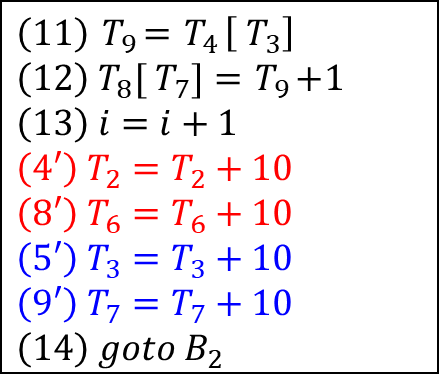 (11) T₉ = T₄ [ T₃]
(12) T₈[ T₇] = T₉ +1
(13) i = i + 1
(4′) T₂ = T₂ + 10
(8′) T₆ = T₆ + 10
(5′) T₃ = T₃ + 10
(9′) T₇ = T₇ + 10
(14) goto B₂